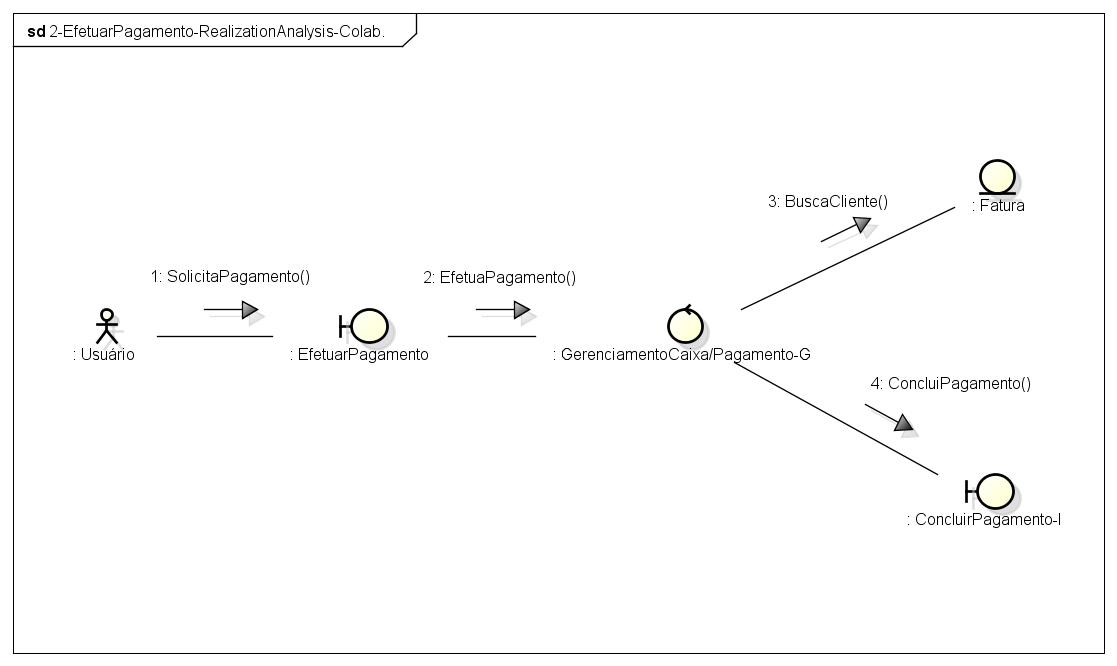 sd 2-EfetuarPagamento-RealizationAnalysis-Colab.
3: BuscaCliente()
: Fatura
1: SolicitaPagamento()
2: EfetuaPagamento()
: Usuário
: EfetuarPagamento
: GerenciamentoCaixa/Pagamento-G
4: ConcluiPagamento()
: ConcluirPagamento-I